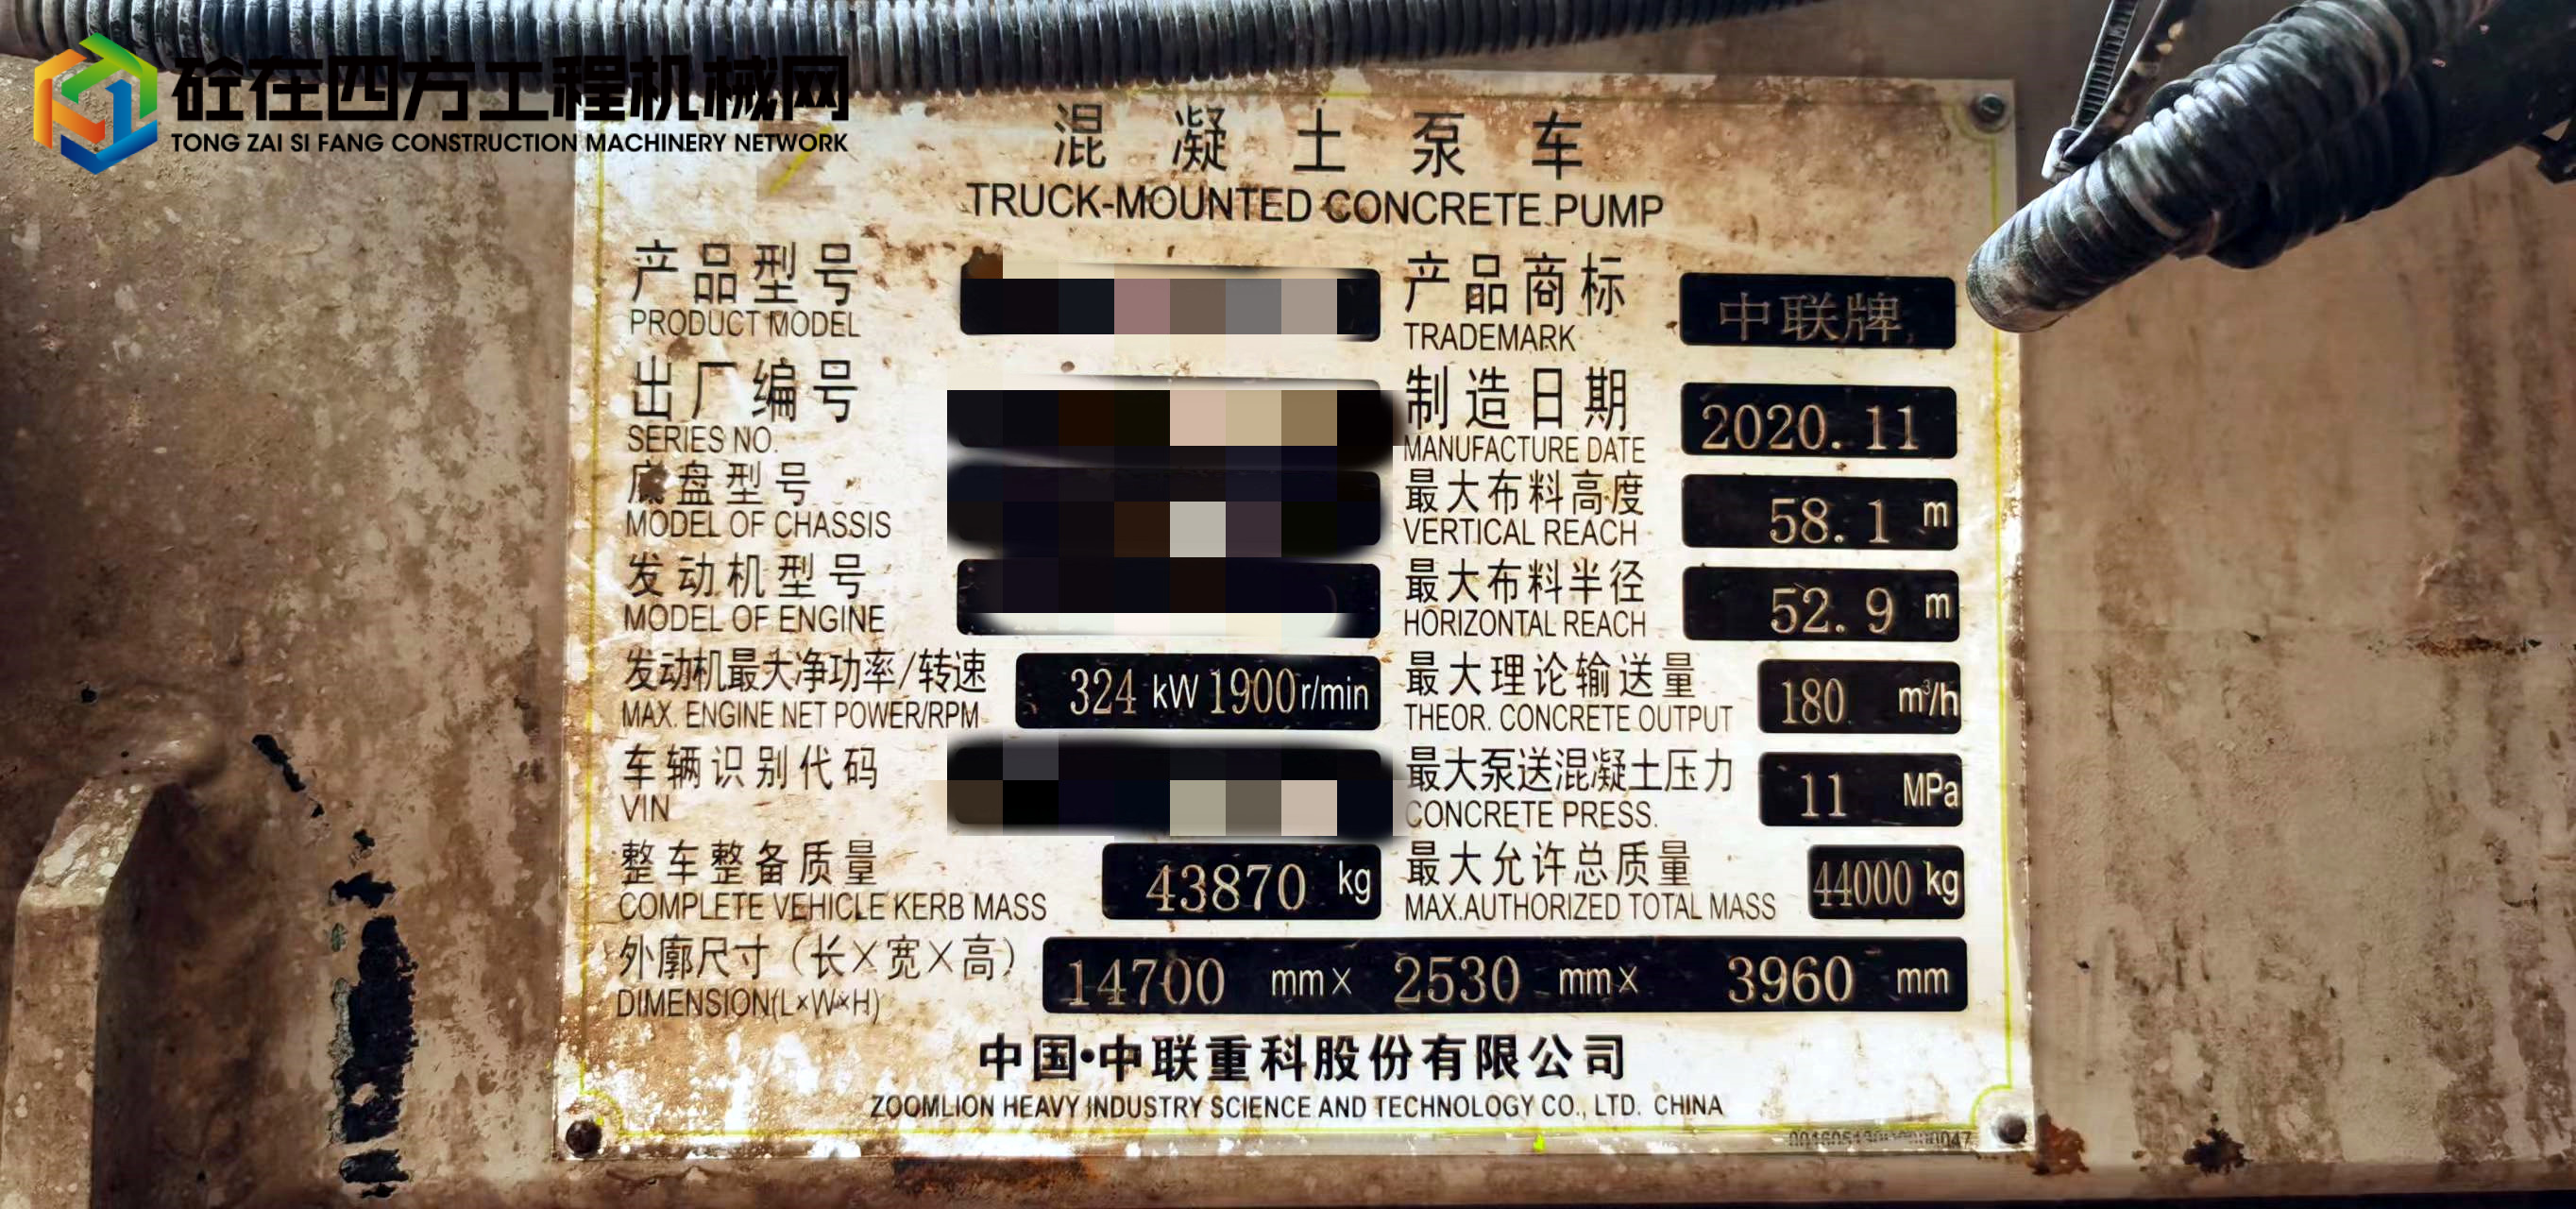 砼在四方工程机械网
TONG ZAI SI FANG CONSTRUCTION MACHINERY NETWORK
混凝土泵车
TRUCK-MOUNTED CONCRETE PUMP
产品型号
PRODUCT MODEL
产品商标 中联牌
TRADEMARK
出厂编号
SERIES NO.
制造日期 2020.11
MANUFACTURE DATE
底盘型号
MODEL OF CHASSIS
最大布料高度 58.1 m
VERTICAL REACH
发动机型号
MODEL OF ENGINE
最大布料半径 52.9 m
HORIZONTAL REACH
发动机最大净功率/转速 324 kW 1900 r/min
MAX. ENGINE NET POWER/RPM
最大理论输送量 180 m³/h
THEOR. CONCRETE OUTPUT
车辆识别代码
VIN
最大泵送混凝土压力 11 MPa
CONCRETE PRESS.
整车整备质量 43870 kg
COMPLETE VEHICLE KERB MASS
最大允许总质量 44000 kg
MAX.AUTHORIZED TOTAL MASS
外廓尺寸（长×宽×高） 14700 mm× 2530 mm× 3960 mm
DIMENSION(L×W×H)
中国•中联重科股份有限公司
ZOOMLION HEAVY INDUSTRY SCIENCE AND TECHNOLOGY CO., LTD. CHINA